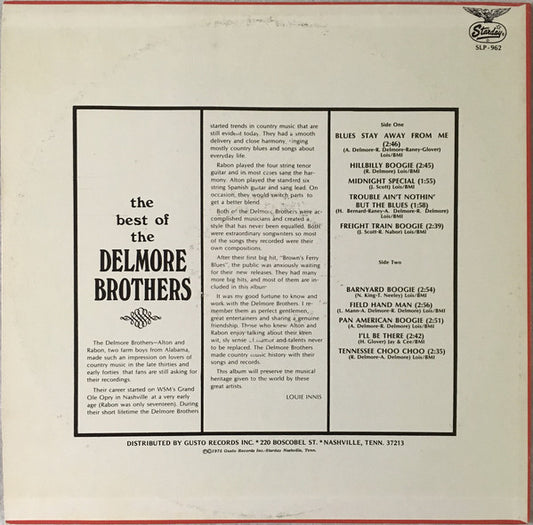 Starday
SLP-962
the
best of
the
DELMORE
BROTHERS
The Delmore Brothers—Alton and
Rabon, two farm boys from Alabama,
made such an impression on lovers of
country music in the late thirties and
early forties that fans are still asking for
their recordings.
Their career started on WSM's Grand
Ole Opry in Nashville at a very early
age (Rabon was only seventeen). During
their short lifetime the Delmore Brothers
started trends in country music that are
still evident today. They had a smooth
delivery and close harmony, singing
mostly country blues and songs about
everyday life.
Rabon played the four string tenor
guitar and in most cases sang the har-
mony. Alton played the standard six
string Spanish guitar and sang lead. On
occasion, they would switch parts to
get a better blend.
Both of the Delmore Brothers were ac-
complished musicians and created a
style that has never been equalled. Both
were extraordinary songwriters so most
of the songs they recorded were their
own compositions.
After their first big hit, "Brown's Ferry
Blues", the public was anxiously waiting
for their new releases. They had many
more big hits, and most of them are in-
cluded in this album.
It was my good fortune to know and
work with the Delmore Brothers. I re-
member them as perfect gentlemen,
great entertainers and sharing a genuine
friendship. Those who knew Alton and
Rabon enjoy talking about their keen
wit, sly sense of humor and talents never
to be replaced. The Delmore Brothers
made country music history with their
songs and records.
This album will preserve the musical
heritage given to the world by these
great artists.
LOUIE INNIS
Side One
BLUES STAY AWAY FROM ME
(2:46)
(A. Delmore-R. Delmore-Raney-Glover)
Lois/BMI
HILLBILLY BOOGIE (2:45)
(R. Delmore) Lois/BMI
MIDNIGHT SPECIAL (1:55)
(J. Scott) Lois/BMI
TROUBLE AIN'T NOTHIN'
BUT THE BLUES (1:58)
(H. Bernard-Raney-A. Delmore-R. Delmore)
Lois/BMI
FREIGHT TRAIN BOOGIE (2:39)
(J. Scott-R. Nabor) Lois/BMI
Side Two
BARNYARD BOOGIE (2:54)
(N. King-T. Neeley) Lois/BMI
FIELD HAND MAN (2:56)
(L. Mann-A. Delmore-R. Delmore) Lois/BMI
PAN AMERICAN BOOGIE (2:51)
(A. Delmore-R. Delmore) Lois/BMI
I'LL BE THERE (2:42)
(H. Glover) Jay & Cee/BMI
TENNESSEE CHOO CHOO (2:35)
(R. Delmore-A. Delmore) Lois/BMI
DISTRIBUTED BY GUSTO RECORDS INC. * 220 BOSCOBEL ST. * NASHVILLE, TENN. 37213
©Ⓟ1975 Gusto Records Inc.-Starday Nashville, Tenn.